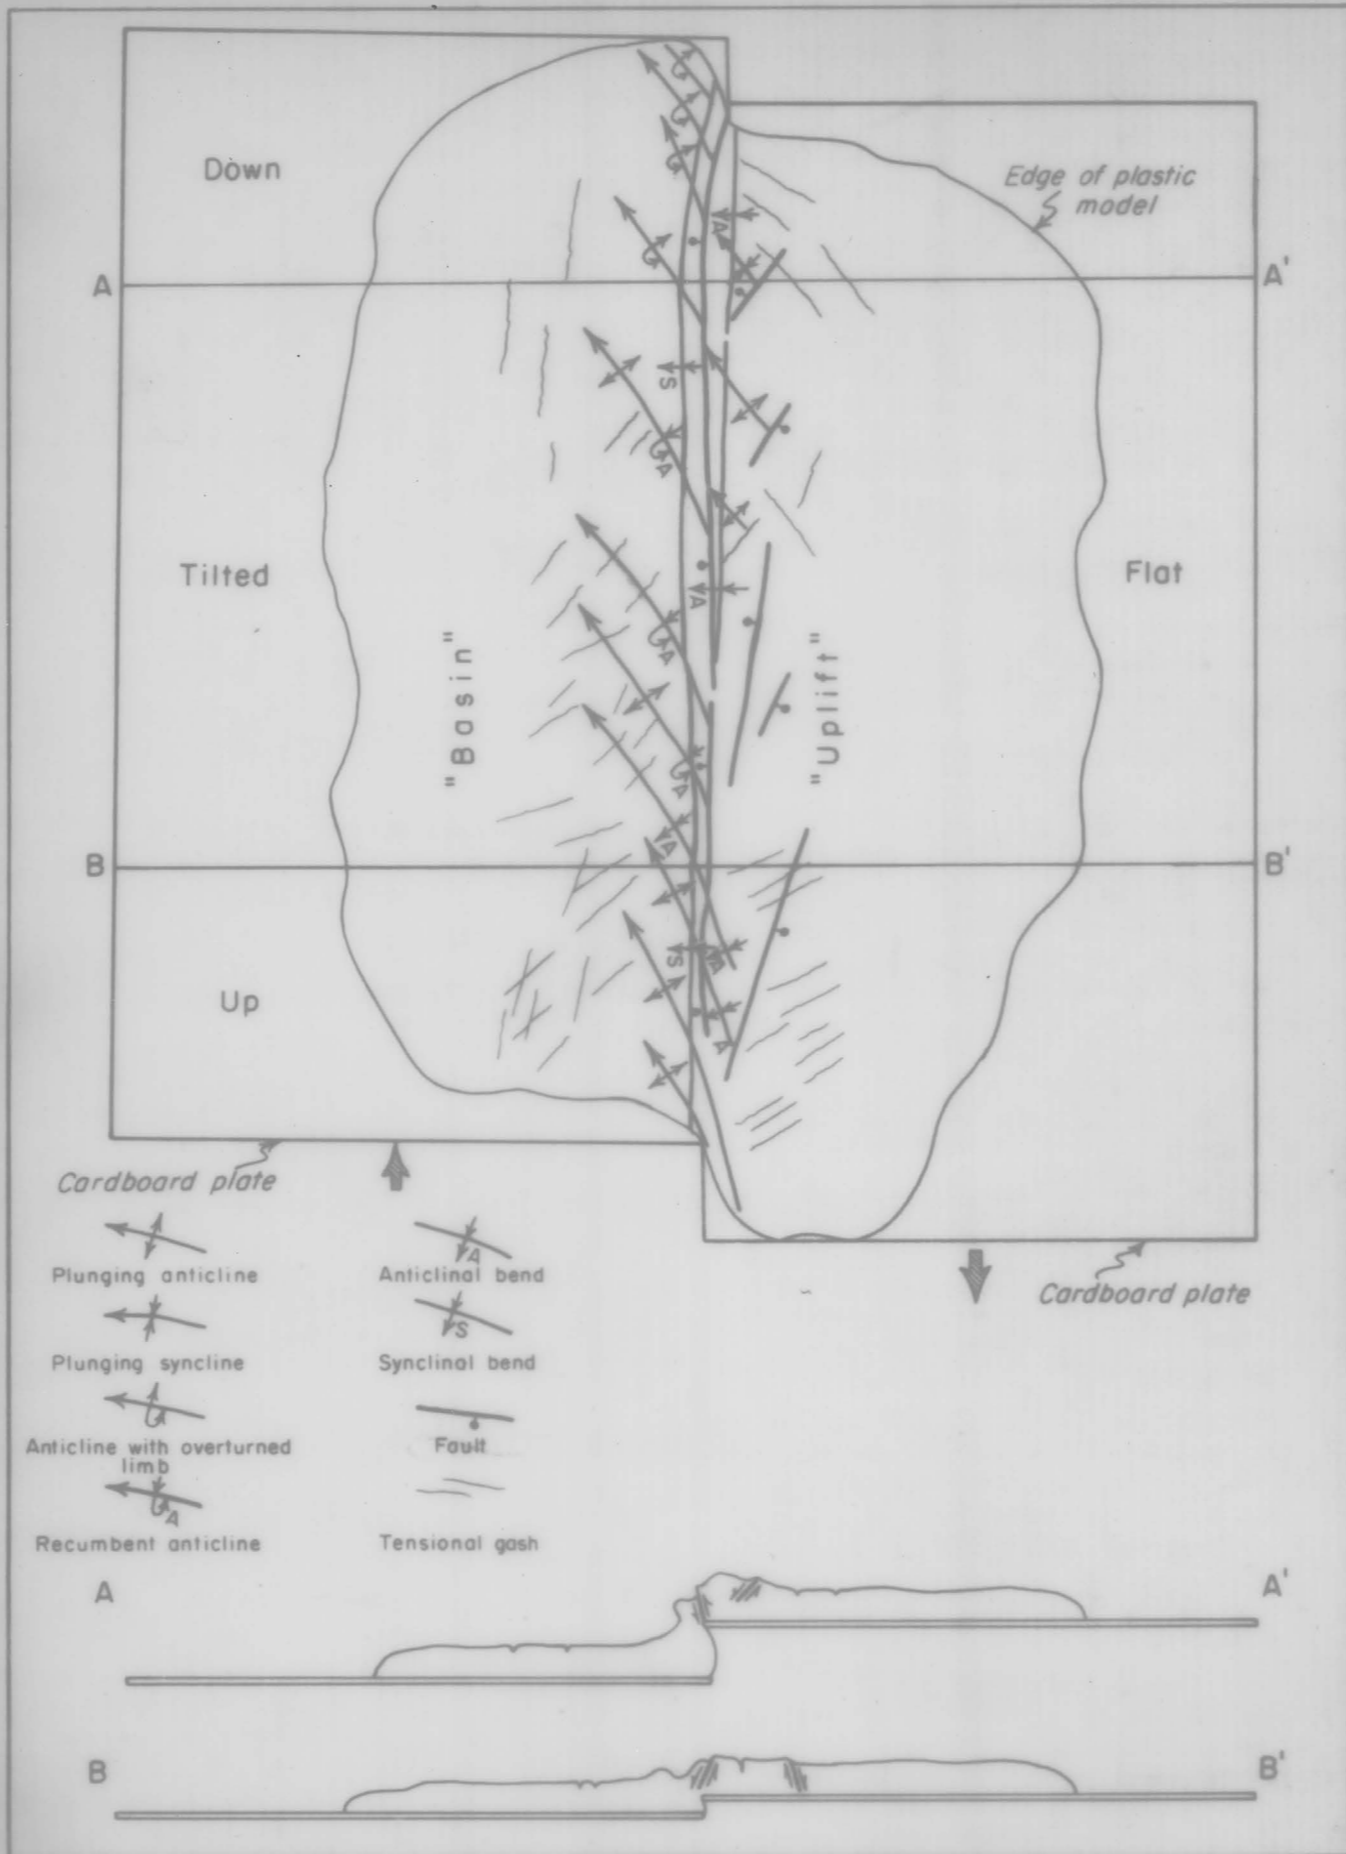 Down
Edge of plastic
model
A
A'
S
A
A
Tilted
Flat
A
A
"Basin"
"Uplift"
A
A
B
B'
S
A
A
Up
Cardboard plate
Cardboard plate
A
Plunging anticline
Anticlinal bend
S
Plunging syncline
Synclinal bend
Anticline with overturned
limb
Fault
A
Recumbent anticline
Tensional gash
A
A'
B
B'